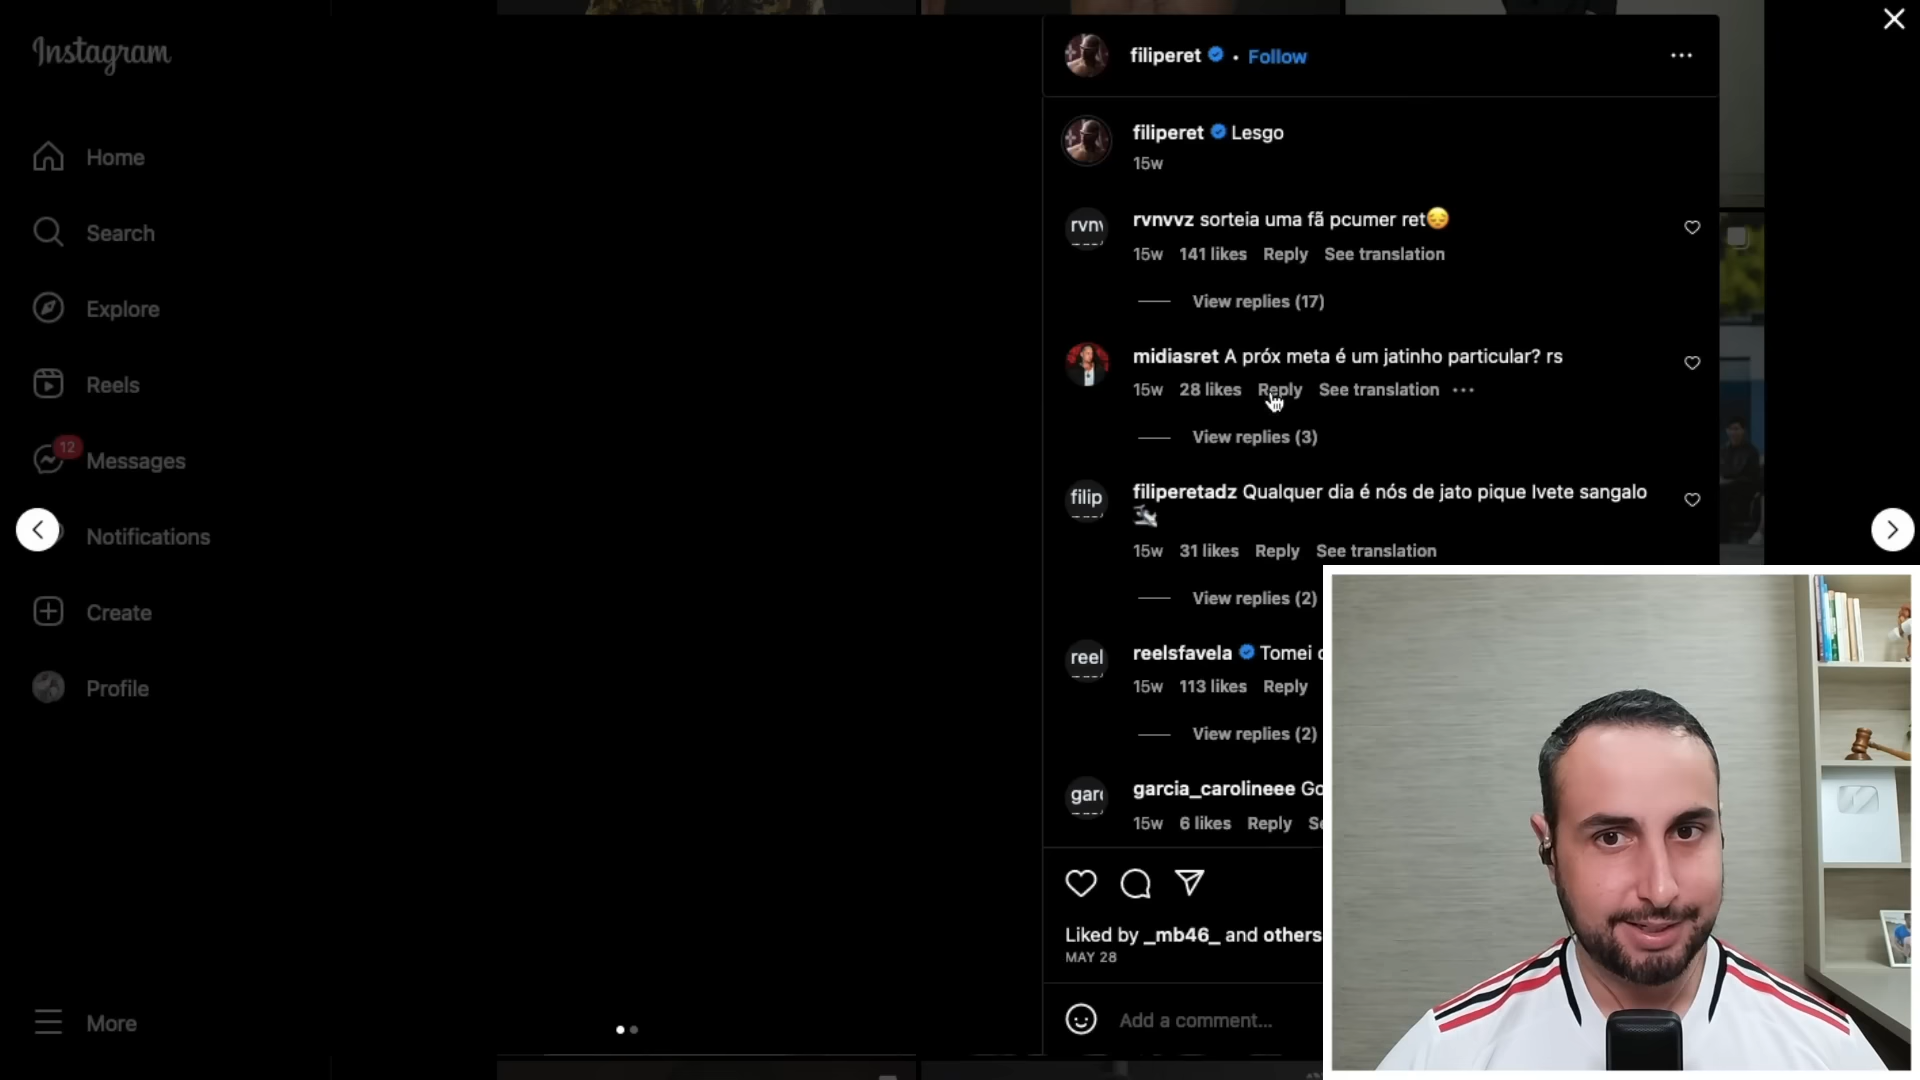 Instagram
Home
Search
Explore
Reels
12
Messages
Notifications
Create
Profile
More
filiperet • Follow
filiperet Lesgo
15w
rvnvvz sorteia uma fã pcumer ret😔
15w 141 likes Reply See translation
View replies (17)
midiasret A próx meta é um jatinho particular? rs
15w 28 likes Reply See translation
View replies (3)
filip
filiperetadz Qualquer dia é nós de jato pique Ivete sangalo
🛩️
15w 31 likes Reply See translation
View replies (2)
reel
reelsfavela Tomei
15w 113 likes Reply
View replies (2)
garcia_carolineee
15w 6 likes Reply
Liked by _mb46_ and others
MAY 28
Add a comment...